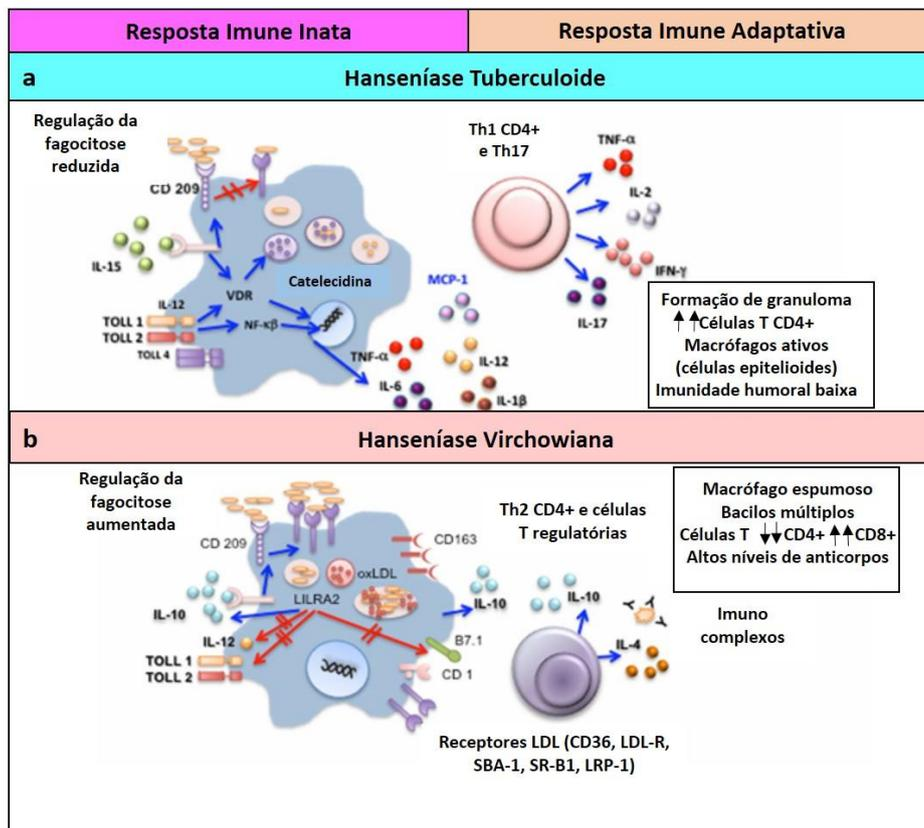 Resposta Imune Inata
Resposta Imune Adaptativa
a
Hanseníase Tuberculoide
Regulação da
fagocitose
reduzida
CD 209
IL-15
IL-12
VDR
Catelecidina
TOLL 1
TOLL 2
NF-κβ
TOLL 4
MCP-1
TNF-α
IL-12
IL-6
IL-1β
Th1 CD4+
e Th17
TNF-α
IL-2
IFN-γ
IL-17
Formação de granuloma
↑↑Células T CD4+
Macrófagos ativos
(células epitelioides)
Imunidade humoral baixa
b
Hanseníase Virchowiana
Regulação da
fagocitose
aumentada
CD 209
CD163
oxLDL
LILRA2
IL-10
IL-10
IL-12
TOLL 1
TOLL 2
B7.1
CD 1
Th2 CD4+ e células
T regulatórias
IL-10
IL-4
Macrófago espumoso
Bacilos múltiplos
Células T ↓↓CD4+ ↑↑CD8+
Altos níveis de anticorpos
Imuno
complexos
Receptores LDL (CD36, LDL-R,
SBA-1, SR-B1, LRP-1)